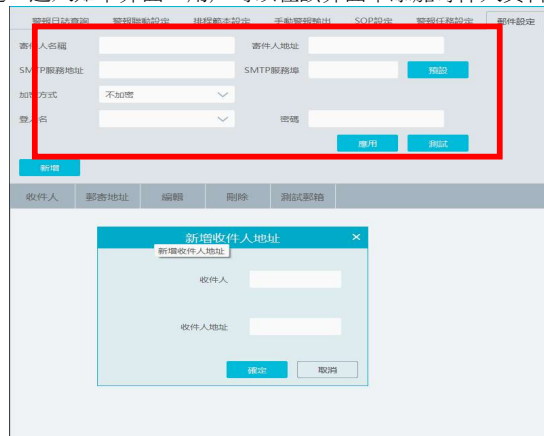 警報日誌查詢 警報聯動設定 排程範本設定 手動警報輸出 SOP設定 警報任務設定 郵件設定
寄件人名稱 寄件人地址
SMTP服務地址 SMTP服務埠 預設
加密方式 不加密
登入名 密碼
應用 測試
新增
收件人 郵寄地址 編輯 刪除 測試郵箱
新增收件人地址 ×
新增收件人地址
收件人
收件人地址
確定 取消